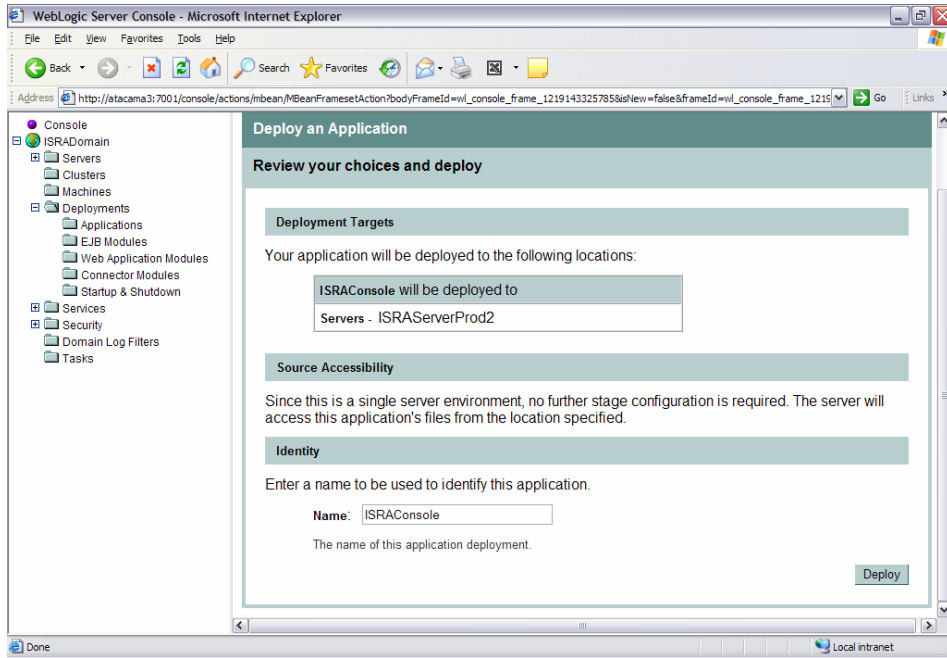 WebLogic Server Console - Microsoft Internet Explorer
File Edit View Favorites Tools Help
Back Search Favorites
Address http://atacama3:7001/console/actions/mbean/MBeanFramesetAction?bodyFrameId=wl_console_frame_1219143325785&isNew=false&frameId=wl_console_frame_1219 Go Links
Console
ISRADomain
Servers
Clusters
Machines
Deployments
Applications
EJB Modules
Web Application Modules
Connector Modules
Startup & Shutdown
Services
Security
Domain Log Filters
Tasks
Deploy an Application
Review your choices and deploy
Deployment Targets
Your application will be deployed to the following locations:
ISRAConsole will be deployed to
Servers - ISRAServerProd2
Source Accessibility
Since this is a single server environment, no further stage configuration is required. The server will
access this application's files from the location specified.
Identity
Enter a name to be used to identify this application.
Name: ISRAConsole
The name of this application deployment.
Deploy
Done Local intranet